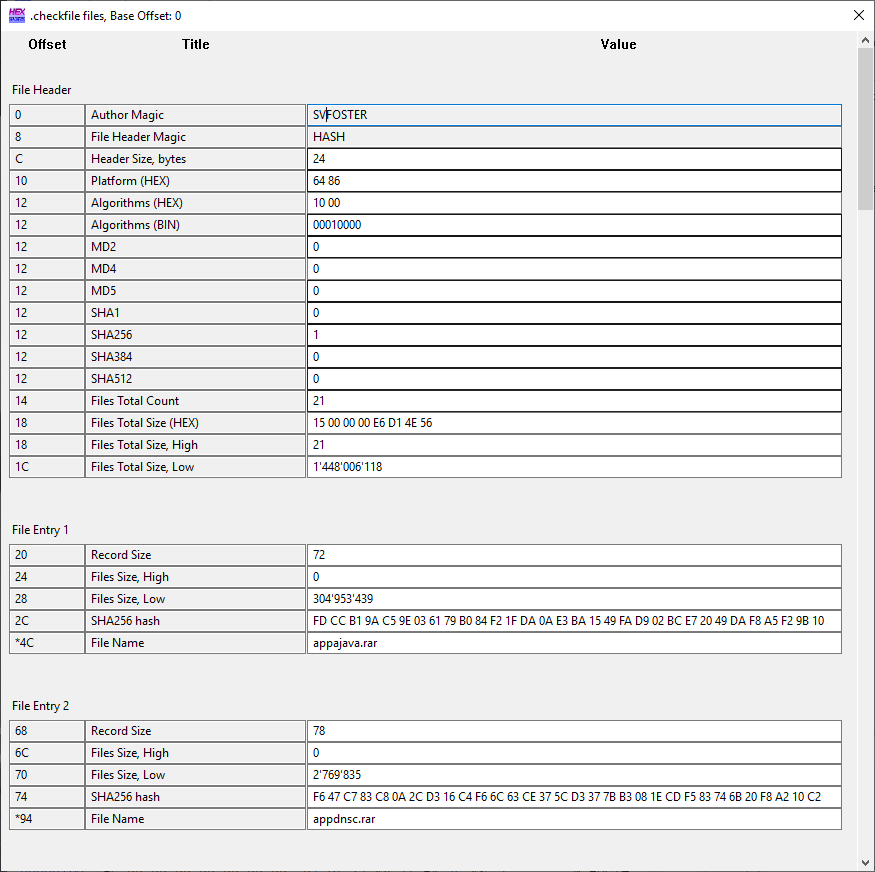 HEX
.checkfile files, Base Offset: 0
Offset Title Value
File Header
0 Author Magic SVFOSTER
8 File Header Magic HASH
C Header Size, bytes 24
10 Platform (HEX) 64 86
12 Algorithms (HEX) 10 00
12 Algorithms (BIN) 00010000
12 MD2 0
12 MD4 0
12 MD5 0
12 SHA1 0
12 SHA256 1
12 SHA384 0
12 SHA512 0
14 Files Total Count 21
18 Files Total Size (HEX) 15 00 00 00 E6 D1 4E 56
18 Files Total Size, High 21
1C Files Total Size, Low 1'448'006'118
File Entry 1
20 Record Size 72
24 Files Size, High 0
28 Files Size, Low 304'953'439
2C SHA256 hash FD CC B1 9A C5 9E 03 61 79 B0 84 F2 1F DA 0A E3 BA 15 49 FA D9 02 BC E7 20 49 DA F8 A5 F2 9B 10
*4C File Name appajava.rar
File Entry 2
68 Record Size 78
6C Files Size, High 0
70 Files Size, Low 2'769'835
74 SHA256 hash F6 47 C7 83 C8 0A 2C D3 16 C4 F6 6C 63 CE 37 5C D3 37 7B B3 08 1E CD F5 83 74 6B 20 F8 A2 10 C2
*94 File Name appdnsc.rar